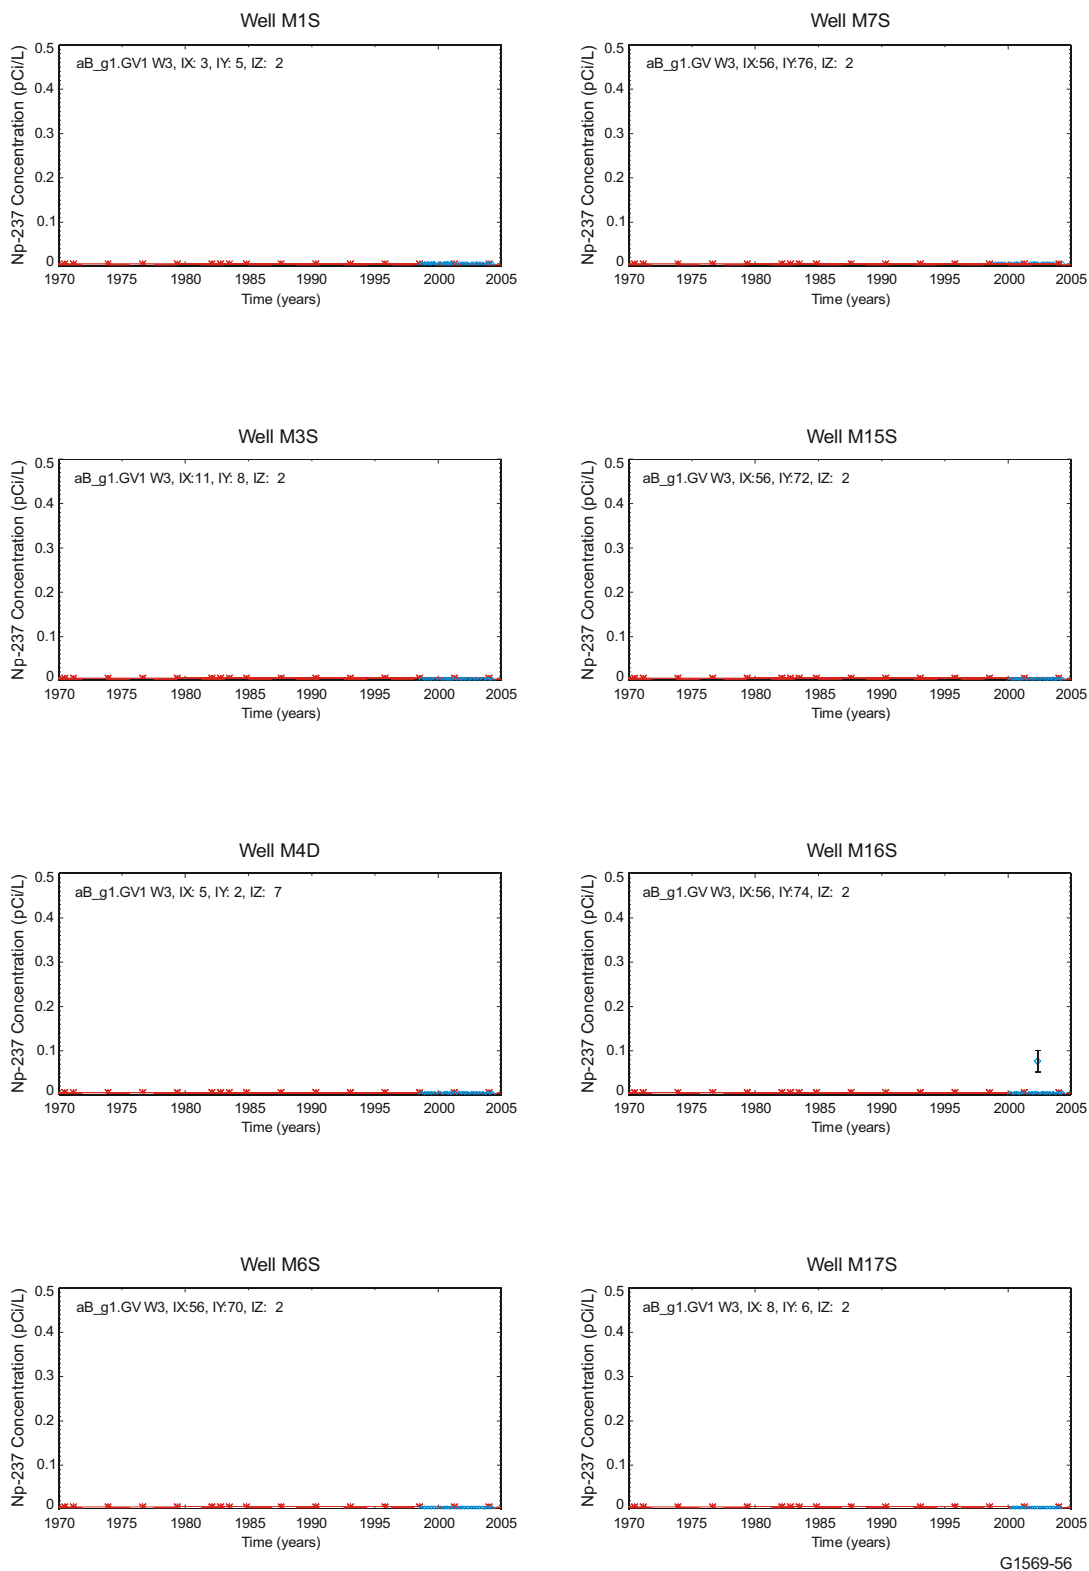 Well M1S
Np-237 Concentration (pCi/L)
0.5
0.4
0.3
0.2
0.1
0
aB_g1.GV1 W3, IX: 3, IY: 5, IZ: 2
1970 1975 1980 1985 1990 1995 2000 2005
Time (years)
Well M7S
Np-237 Concentration (pCi/L)
0.5
0.4
0.3
0.2
0.1
0
aB_g1.GV W3, IX:56, IY:76, IZ: 2
1970 1975 1980 1985 1990 1995 2000 2005
Time (years)
Well M3S
Np-237 Concentration (pCi/L)
0.5
0.4
0.3
0.2
0.1
0
aB_g1.GV1 W3, IX:11, IY: 8, IZ: 2
1970 1975 1980 1985 1990 1995 2000 2005
Time (years)
Well M15S
Np-237 Concentration (pCi/L)
0.5
0.4
0.3
0.2
0.1
0
aB_g1.GV W3, IX:56, IY:72, IZ: 2
1970 1975 1980 1985 1990 1995 2000 2005
Time (years)
Well M4D
Np-237 Concentration (pCi/L)
0.5
0.4
0.3
0.2
0.1
0
aB_g1.GV1 W3, IX: 5, IY: 2, IZ: 7
1970 1975 1980 1985 1990 1995 2000 2005
Time (years)
Well M16S
Np-237 Concentration (pCi/L)
0.5
0.4
0.3
0.2
0.1
0
aB_g1.GV W3, IX:56, IY:74, IZ: 2
1970 1975 1980 1985 1990 1995 2000 2005
Time (years)
Well M6S
Np-237 Concentration (pCi/L)
0.5
0.4
0.3
0.2
0.1
0
aB_g1.GV W3, IX:56, IY:70, IZ: 2
1970 1975 1980 1985 1990 1995 2000 2005
Time (years)
Well M17S
Np-237 Concentration (pCi/L)
0.5
0.4
0.3
0.2
0.1
0
aB_g1.GV1 W3, IX: 8, IY: 6, IZ: 2
1970 1975 1980 1985 1990 1995 2000 2005
Time (years)
G1569-56